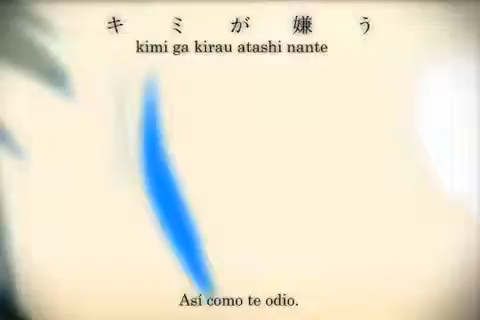 キミが嫌う
kimi ga kirau atashi nante
Así como te odio.